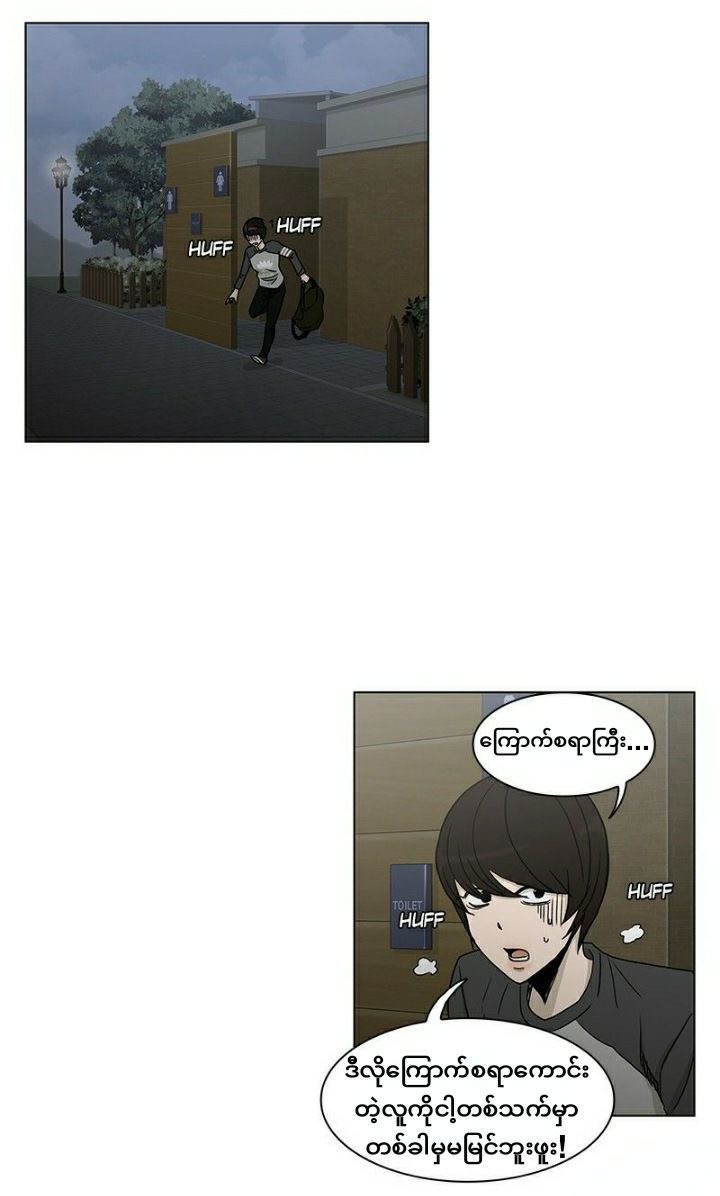 HUFF
HUFF
ကြောက်စရာကြီး...
TOILET
HUFF
HUFF
ဒီလိုကြောက်စရာကောင်း
တဲ့လူကိုငါ့တစ်သက်မှာ
တစ်ခါမှမမြင်ဘူးဖူး!